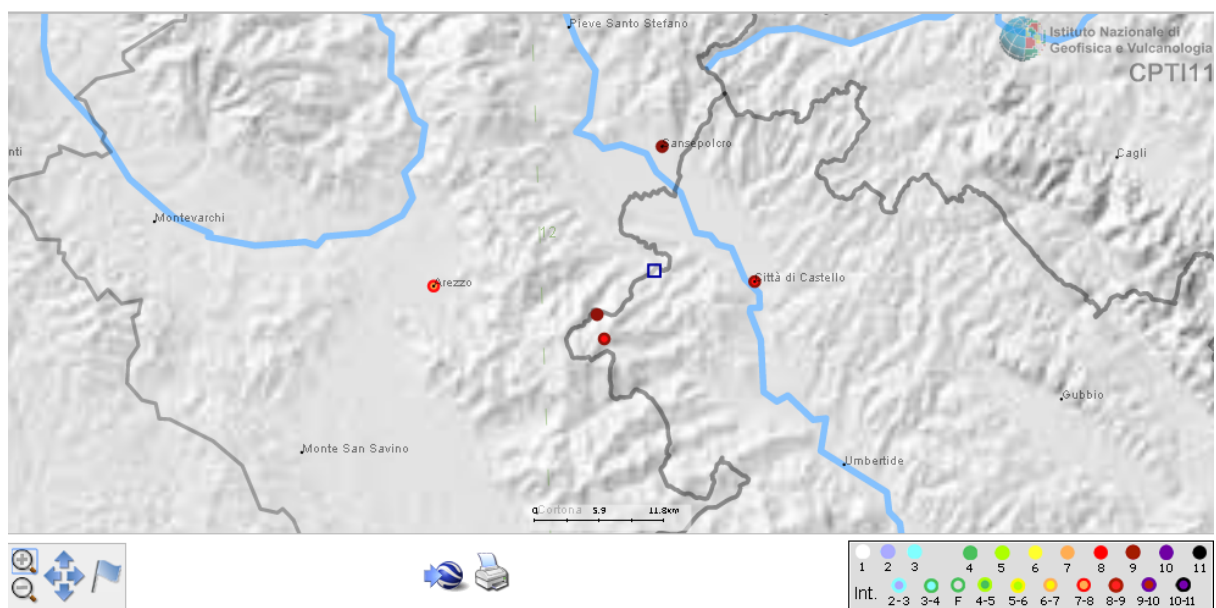 Pieve Santo Stefano
Istituto Nazionale di
Geofisica e Vulcanologia
CPTI11
Sansepolcro
nti
Cagli
Montevarchi
12
Arezzo
Città di Castello
Gubbio
Monte San Savino
Umbertide
Cortona
0 5.9 11.8км
1 2 3 4 5 6 7 8 9 10 11
Int. 2-3 3-4 F 4-5 5-6 6-7 7-8 8-9 9-10 10-11